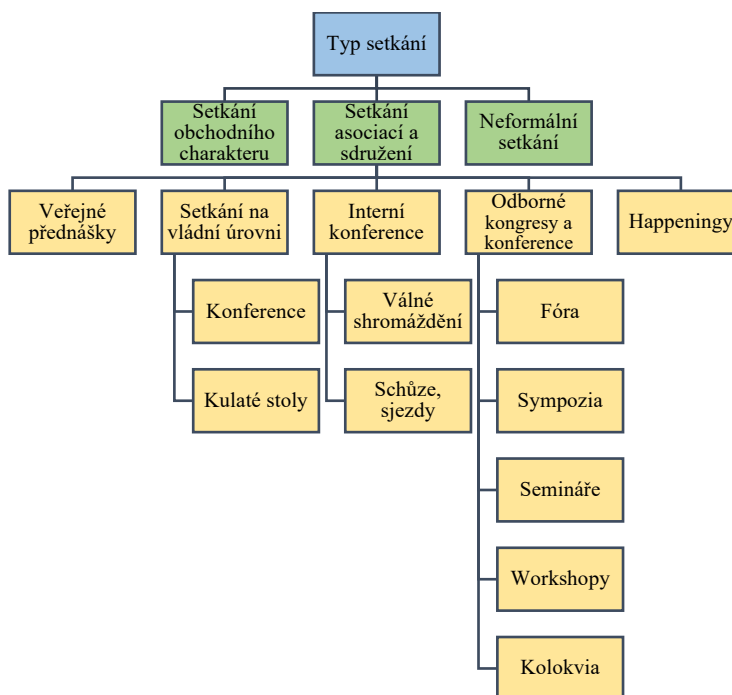 Typ setkání
Setkání
obchodního
charakteru
Setkání
asociací a
sdružení
Neformální
setkání
Veřejné
přednášky
Setkání na
vládní úrovni
Interní
konference
Odborné
kongresy a
konference
Happeningy
Konference
Kulaté stoly
Válné
shromáždění
Schůze,
sjezdy
Fóra
Sympozia
Semináře
Workshopy
Kolokvia